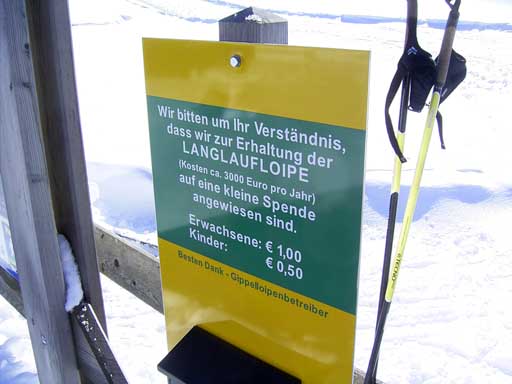 Wir bitten um Ihr Verständnis,
dass wir zur Erhaltung der
LANGLAUFLOIPE
(Kosten ca. 3000 Euro pro Jahr)
auf eine kleine Spende
angewiesen sind.
Erwachsene: € 1,00
Kinder: € 0,50
Besten Dank - Gippelloipenbetreiber